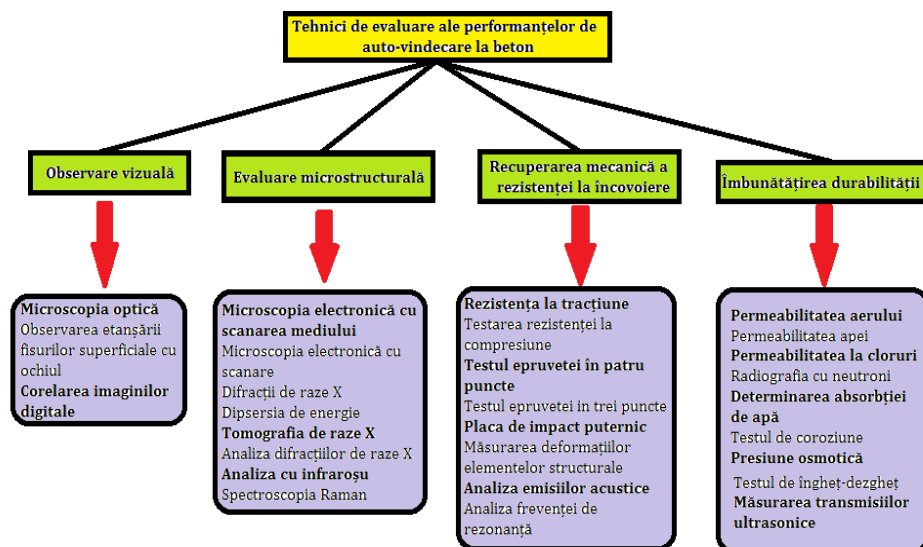 Tehnici de evaluare ale performanțelor de
auto-vindecare la beton
Observare vizuală
Evaluare microstructurală
Recuperarea mecanică a
rezistenței la încovoiere
Îmbunătățirea durabilității
Microscopia optică
Observarea etanșării
fisurilor superficiale cu
ochiul
Corelarea imaginilor
digitale
Microscopia electronică cu
scanarea mediului
Microscopia electronică cu
scanare
Difracții de raze X
Dipsersia de energie
Tomografia de raze X
Analiza difracțiilor de raze X
Analiza cu infraroșu
Spectroscopia Raman
Rezistența la tracțiune
Testarea rezistenței la
compresiune
Testul epruvetei în patru
puncte
Testul epruvetei in trei puncte
Placa de impact puternic
Măsurarea deformațiilor
elementelor structurale
Analiza emisiilor acustice
Analiza frevenței de
rezonanță
Permeabilitatea aerului
Permeabilitatea apei
Permeabilitatea la cloruri
Radiografia cu neutroni
Determinarea absorbției
de apă
Testul de coroziune
Presiune osmotică
Testul de îngheț-dezgheț
Măsurarea transmisiilor
ultrasonice